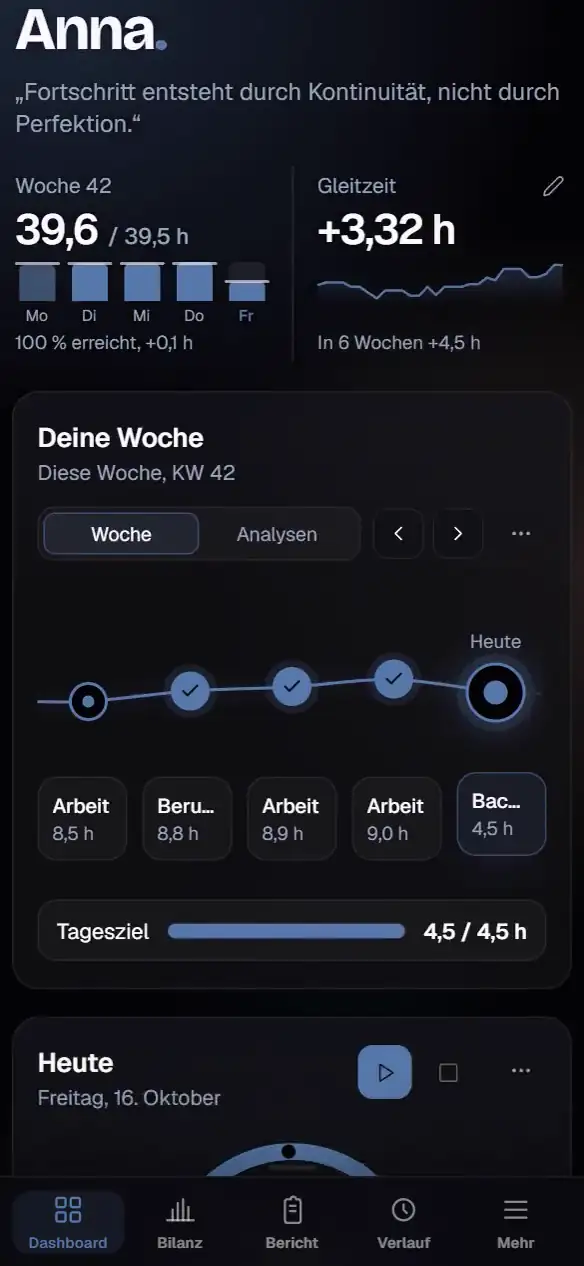 Anna.
„Fortschritt entsteht durch Kontinuität, nicht durch
Perfektion.“
Woche 42
39,6 / 39,5 h
Mo Di Mi Do Fr
100 % erreicht, +0,1 h
Gleitzeit
+3,32 h
In 6 Wochen +4,5 h
Deine Woche
Diese Woche, KW 42
Woche Analysen
Heute
Arbeit
8,5 h
Beru...
8,8 h
Arbeit
8,9 h
Arbeit
9,0 h
Bac...
4,5 h
Tagesziel 4,5 / 4,5 h
Heute
Freitag, 16. Oktober
Dashboard Bilanz Bericht Verlauf Mehr